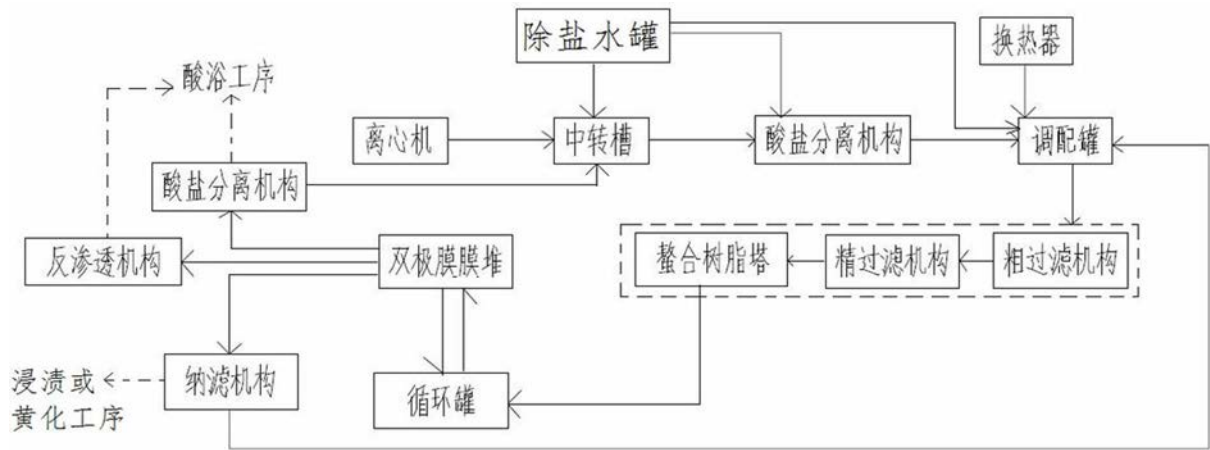 除盐水罐
换热器
酸浴工序
离心机
中转槽
酸盐分离机构
调配罐
酸盐分离机构
反渗透机构
双极膜膜堆
螯合树脂塔
精过滤机构
粗过滤机构
浸渍或
黄化工序
纳滤机构
循环罐